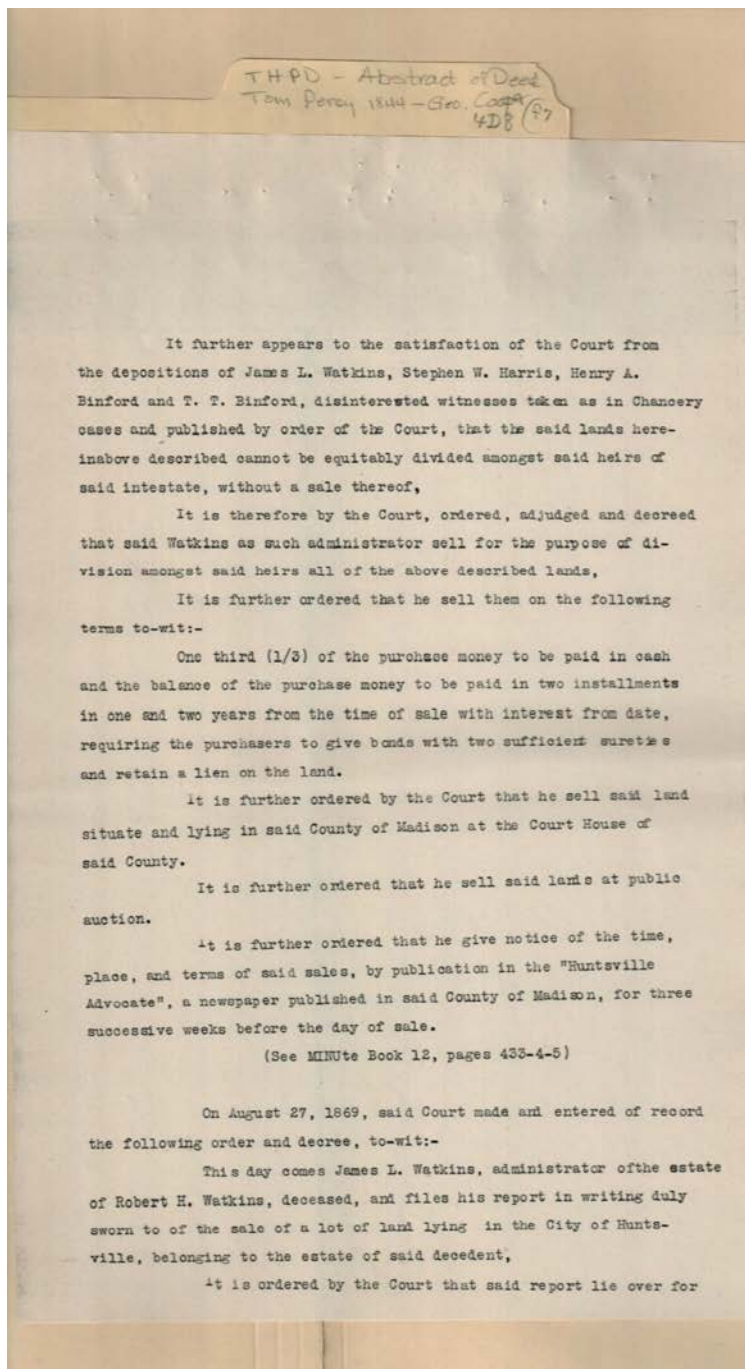 THPD - Abstract of Deed
Tom Percy 1844 - Geo. Cooper
4D8 P7
It further appears to the satisfaction of the Court from
the depositions of James L. Watkins, Stephen W. Harris, Henry A.
Binford and T. T. Binford, disinterested witnesses taken as in Chancery
cases and published by order of the Court, that the said lands here-
inabove described cannot be equitably divided amongst said heirs of
said intestate, without a sale thereof,
It is therefore by the Court, ordered, adjudged and decreed
that said Watkins as such administrator sell for the purpose of di-
vision amongst said heirs all of the above described lands,
It is further ordered that he sell them on the following
terms to-wit:-
One third (1/3) of the purchase money to be paid in cash
and the balance of the purchase money to be paid in two installments
in one and two years from the time of sale with interest from date,
requiring the purchasers to give bonds with two sufficient sureties
and retain a lien on the land.
It is further ordered by the Court that he sell said land
situate and lying in said County of Madison at the Court House of
said County.
It is further ordered that he sell said lands at public
auction.
It is further ordered that he give notice of the time,
place, and terms of said sales, by publication in the "Huntsville
Advocate", a newspaper published in said County of Madison, for three
successive weeks before the day of sale.
(See MINUte Book 12, pages 433-4-5)
On August 27, 1869, said Court made and entered of record
the following order and decree, to-wit:-
This day comes James L. Watkins, administrator ofthe estate
of Robert H. Watkins, deceased, and files his report in writing duly
sworn to of the sale of a lot of land lying in the City of Hunts-
ville, belonging to the estate of said decedent,
It is ordered by the Court that said report lie over for